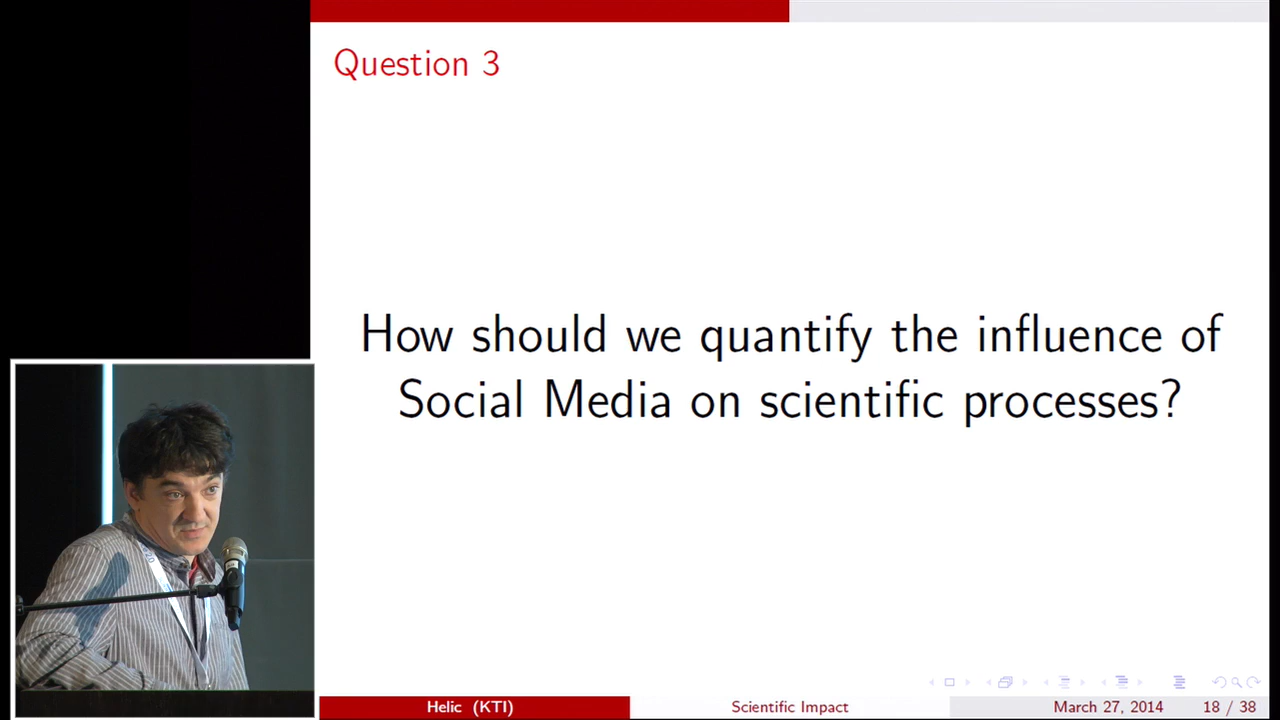 Question 3
How should we quantify the influence of
Social Media on scientific processes?
Helic (KTI) Scientific Impact March 27, 2014 18 / 38